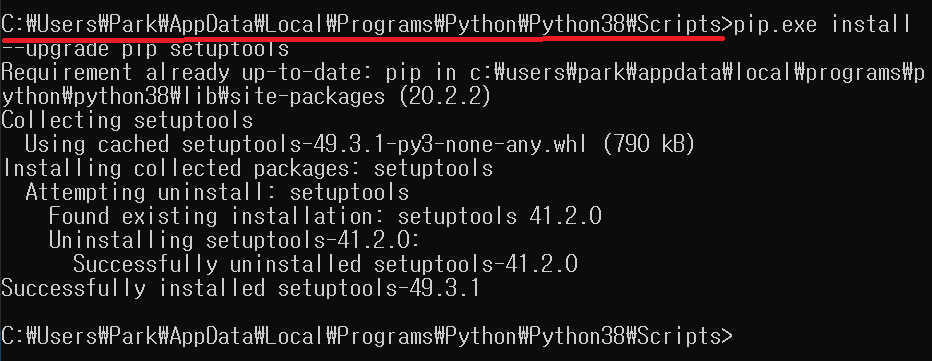 C:₩Users₩Park₩AppData₩Local₩Programs₩Python₩Python38₩Scripts>pip.exe install
--upgrade pip setuptools
Requirement already up-to-date: pip in c:₩users₩park₩appdata₩local₩programs₩p
ython₩python38₩lib₩site-packages (20.2.2)
Collecting setuptools
  Using cached setuptools-49.3.1-py3-none-any.whl (790 kB)
Installing collected packages: setuptools
  Attempting uninstall: setuptools
    Found existing installation: setuptools 41.2.0
    Uninstalling setuptools-41.2.0:
      Successfully uninstalled setuptools-41.2.0
Successfully installed setuptools-49.3.1
C:₩Users₩Park₩AppData₩Local₩Programs₩Python₩Python38₩Scripts>